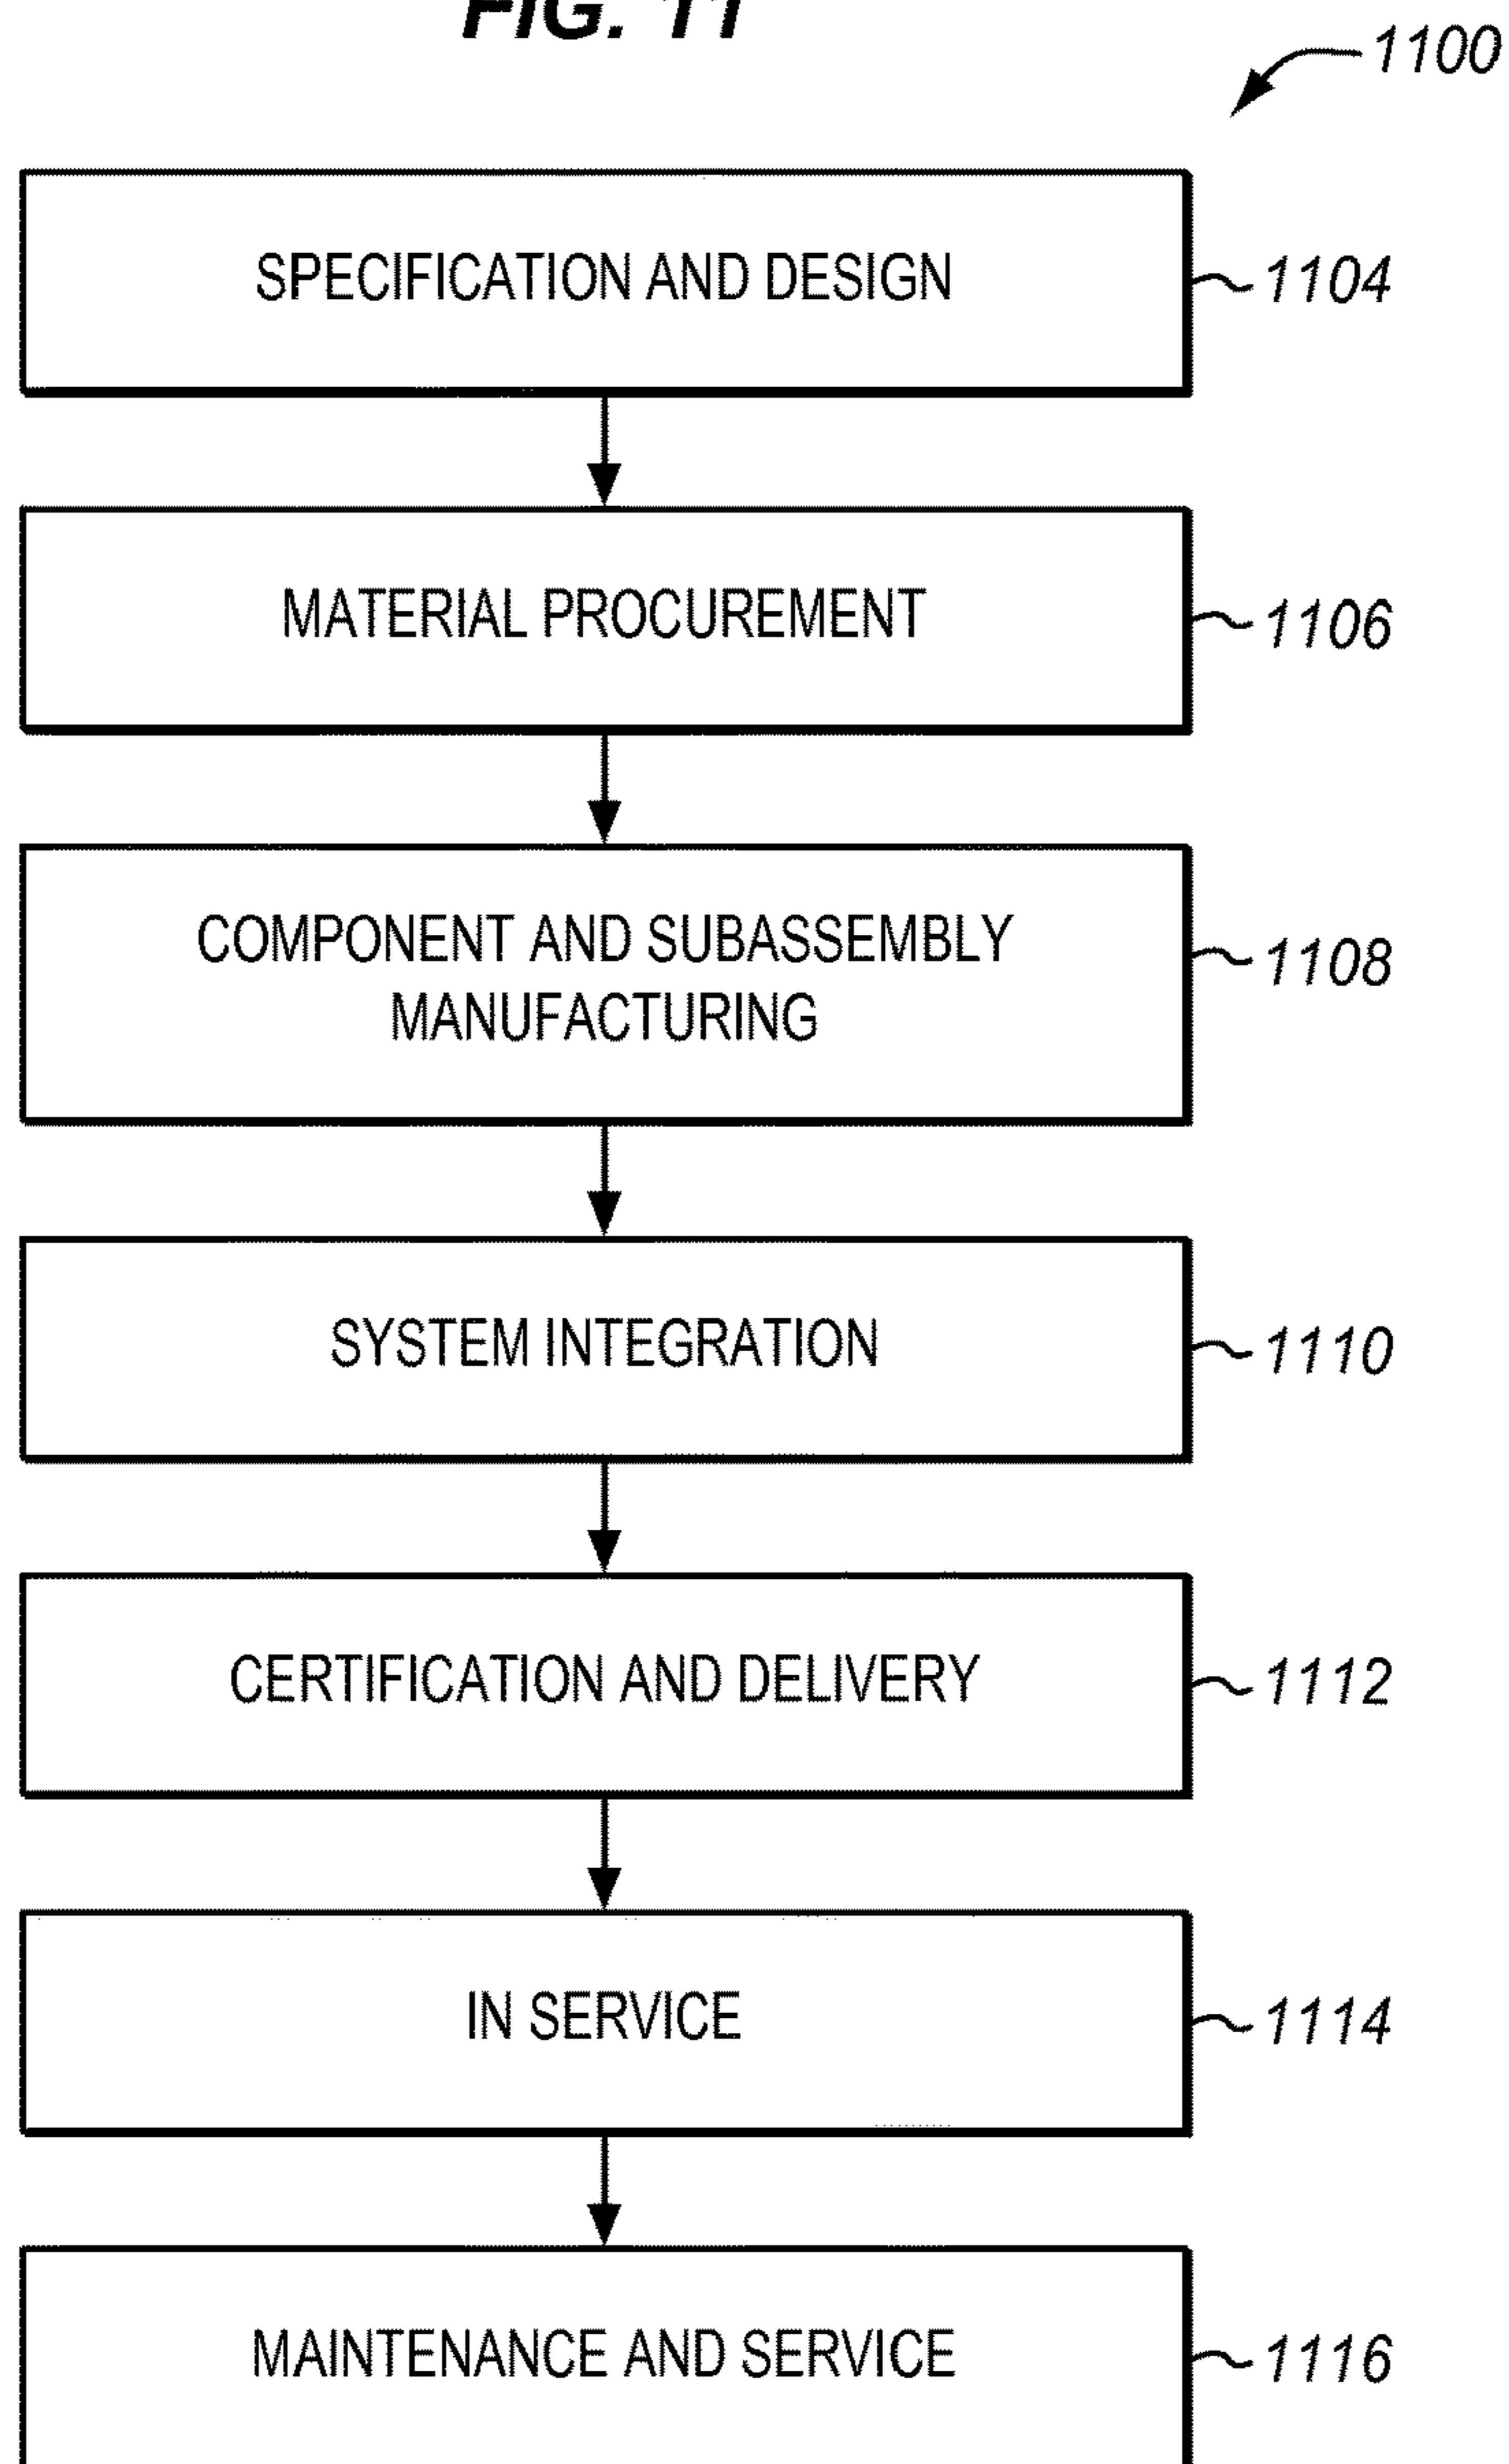 FIG. 11
1100
SPECIFICATION AND DESIGN
1104
MATERIAL PROCUREMENT
1106
COMPONENT AND SUBASSEMBLY
MANUFACTURING
1108
SYSTEM INTEGRATION
1110
CERTIFICATION AND DELIVERY
1112
IN SERVICE
1114
MAINTENANCE AND SERVICE
1116